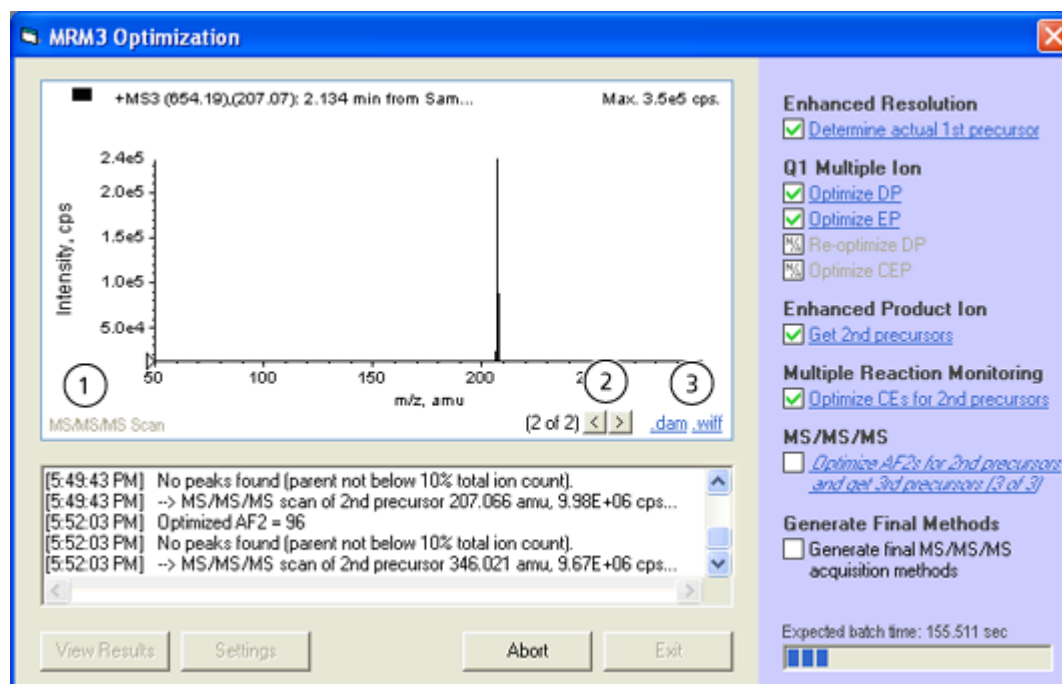 MRM3 Optimization
+MS3 (654.19),(207.07): 2.134 min from Sam... Max. 3.5e5 cps.
2.4e5
2.0e5
1.5e5
1.0e5
5.0e4
Intensity, cps
50 100 150 200 2
m/z, amu
1
2
3
MS/MS/MS Scan
(2 of 2) < > .dam .wiff
[5:49:43 PM] No peaks found (parent not below 10% total ion count).
[5:49:43 PM] --> MS/MS/MS scan of 2nd precursor 207.066 amu, 9.98E+06 cps...
[5:52:03 PM] Optimized AF2 = 96
[5:52:03 PM] No peaks found (parent not below 10% total ion count).
[5:52:03 PM] --> MS/MS/MS scan of 2nd precursor 346.021 amu, 9.67E+06 cps...
View Results Settings Abort Exit
Enhanced Resolution
Determine actual 1st precursor
Q1 Multiple Ion
Optimize DP
Optimize EP
Re-optimize DP
Optimize CEP
Enhanced Product Ion
Get 2nd precursors
Multiple Reaction Monitoring
Optimize CEs for 2nd precursors
MS/MS/MS
Optimize AF2s for 2nd precursors
and get 3rd precursors (3 of 3)
Generate Final Methods
Generate final MS/MS/MS
acquisition methods
Expected batch time: 155.511 sec